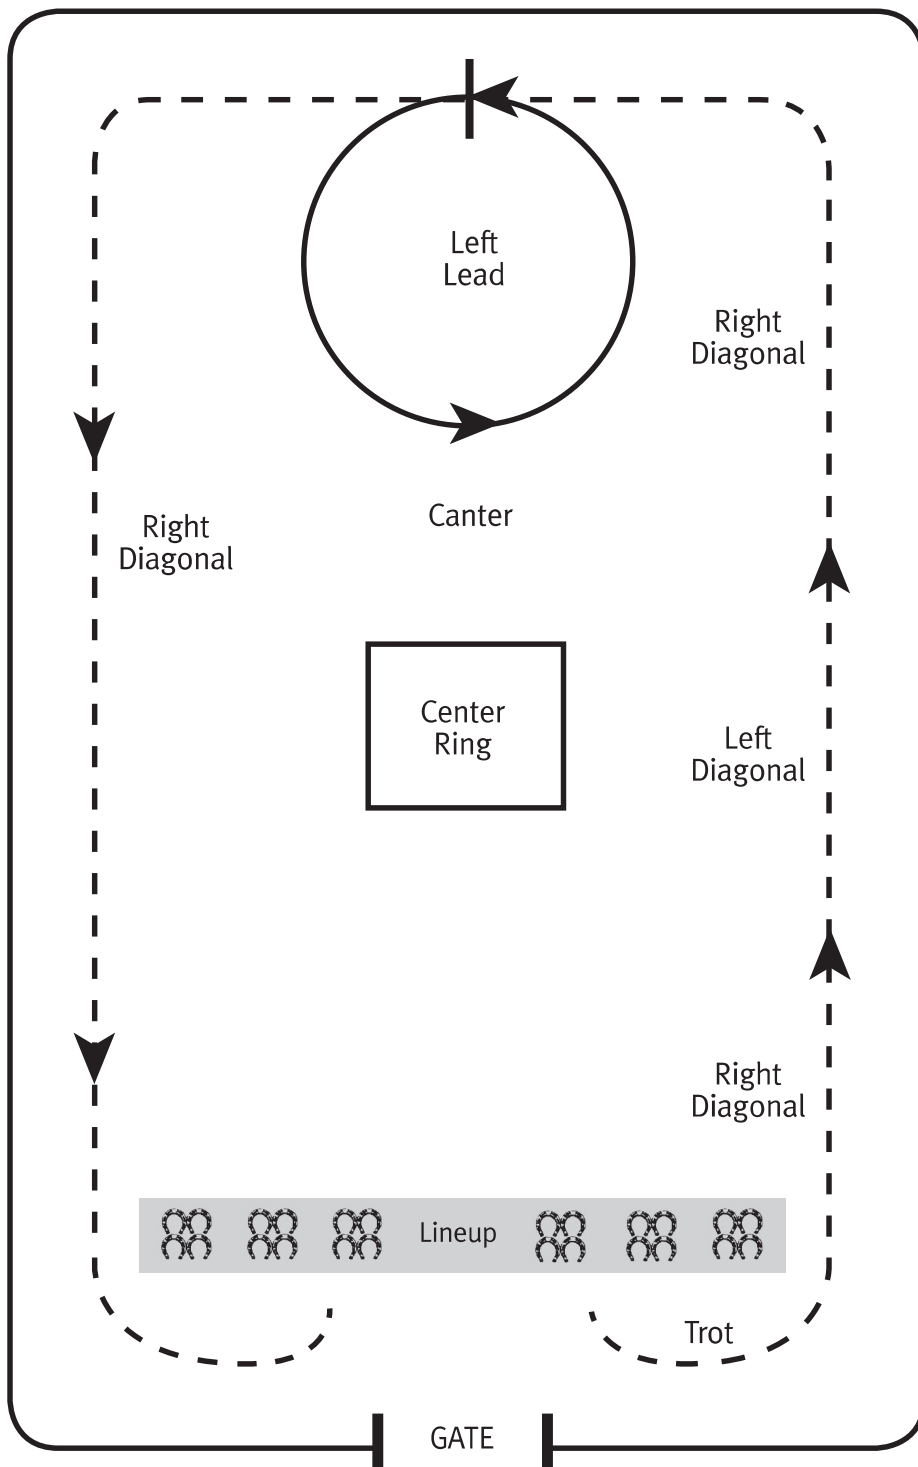 Left
Lead
Right
Diagonal
Canter
Right
Diagonal
Center
Ring
Left
Diagonal
Right
Diagonal
Lineup
Trot
GATE